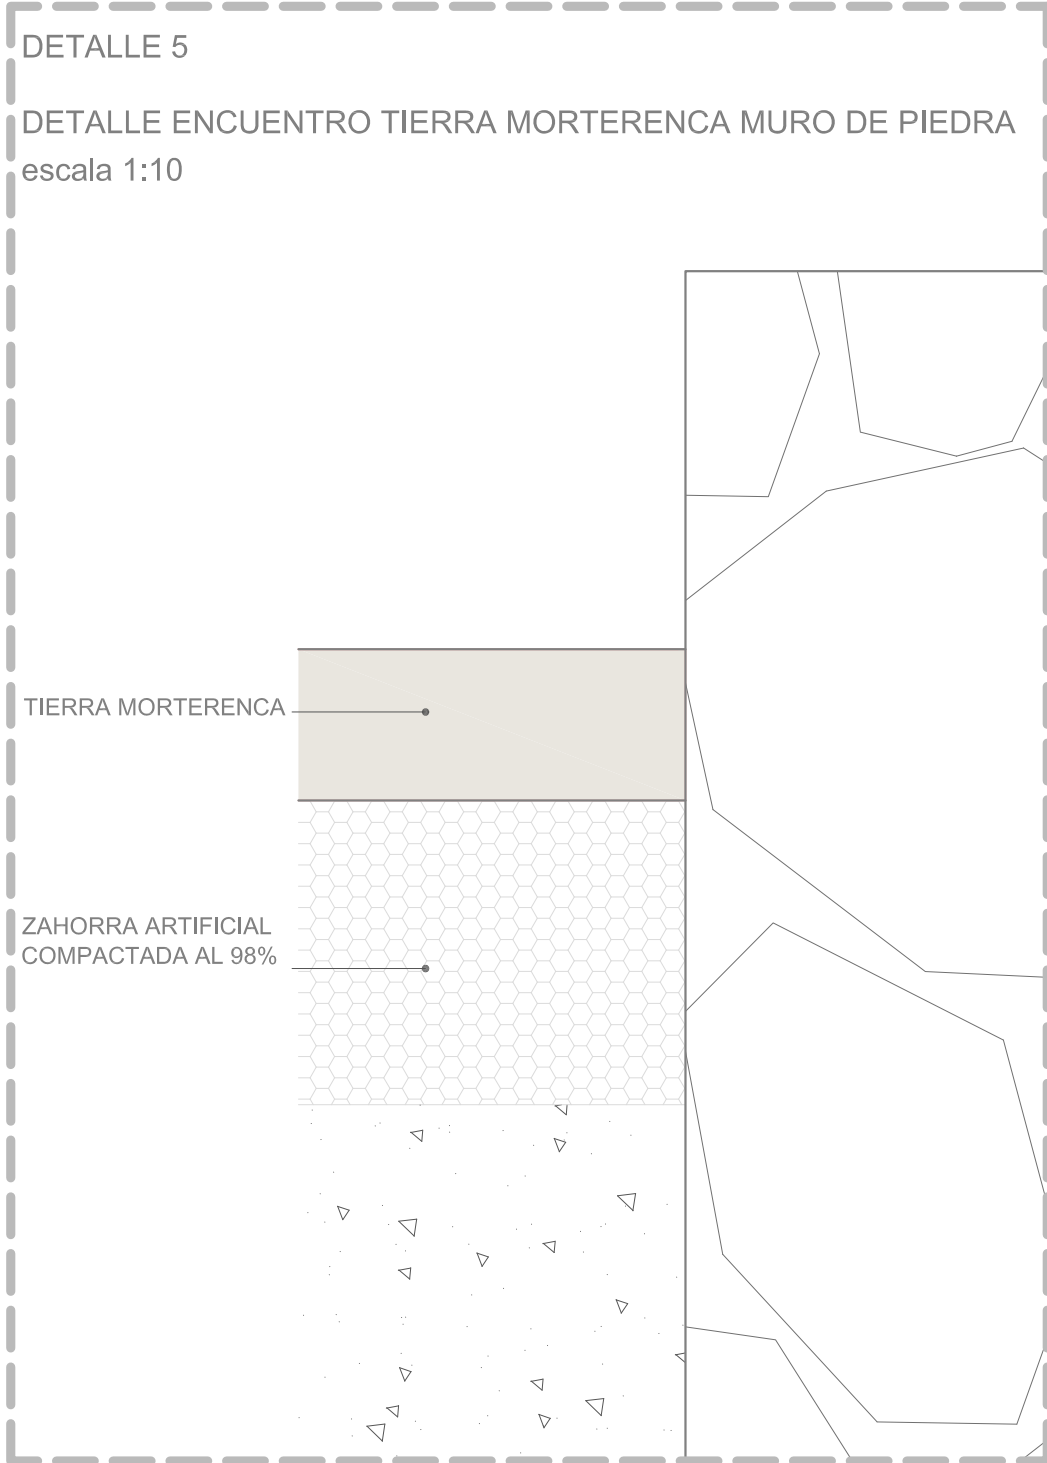 DETALLE 5
DETALLE ENCUENTRO TIERRA MORTERENCA MURO DE PIEDRA
escala 1:10
TIERRA MORTERENCA
ZAHORRA ARTIFICIAL
COMPACTADA AL 98%